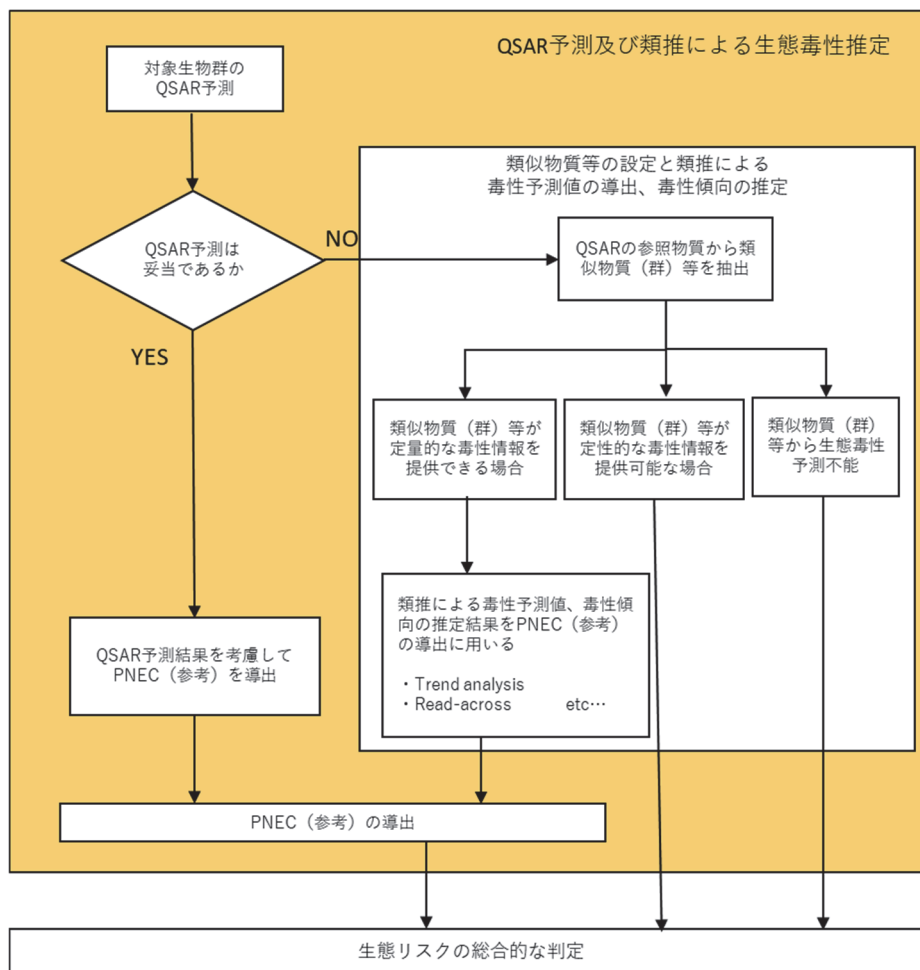 QSAR予測及び類推による生態毒性推定
対象生物群の
QSAR予測
類似物質等の設定と類推による
毒性予測値の導出、毒性傾向の推定
QSAR予測は
妥当であるか
NO
QSARの参照物質から類
似物質（群）等を抽出
YES
類似物質（群）等が
定量的な毒性情報を
提供できる場合
類似物質（群）等が
定性的な毒性情報を
提供可能な場合
類似物質（群）
等から生態毒性
予測不能
類推による毒性予測値、毒性傾
向の推定結果をPNEC（参考）
の導出に用いる
・Trend analysis
・Read-across etc…
QSAR予測結果を考慮して
PNEC（参考）を導出
PNEC（参考）の導出
生態リスクの総合的な判定